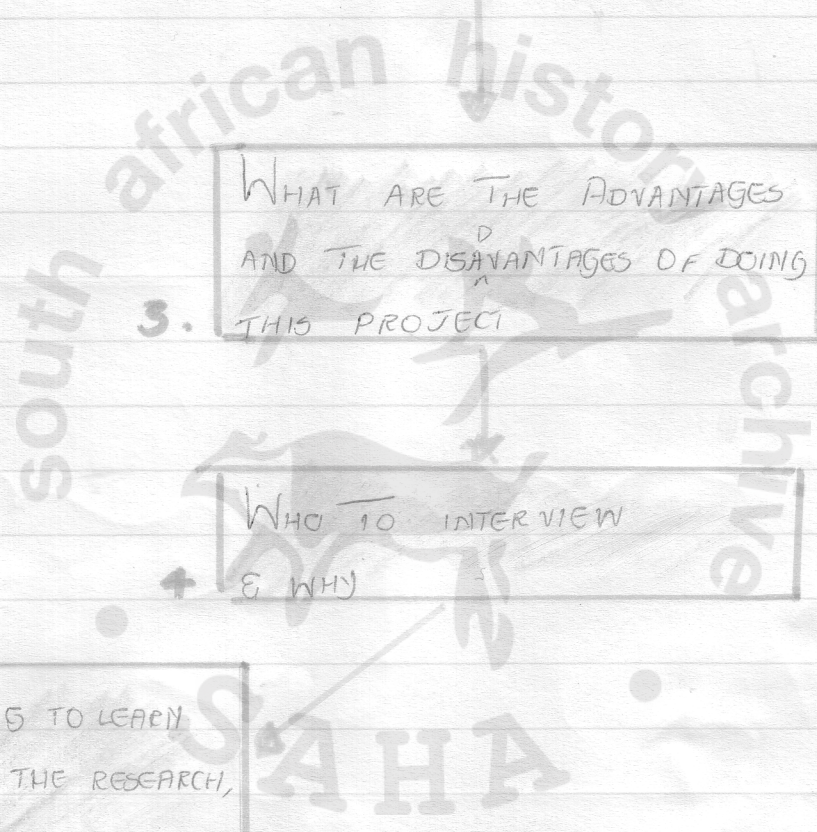 south african history archive
WHAT ARE THE ADVANTAGES
AND THE DISADVANTAGES OF DOING
3. THIS PROJECT
WHO TO INTERVIEW
4 & WHY
G TO LEARN
THE RESEARCH,
SAHA